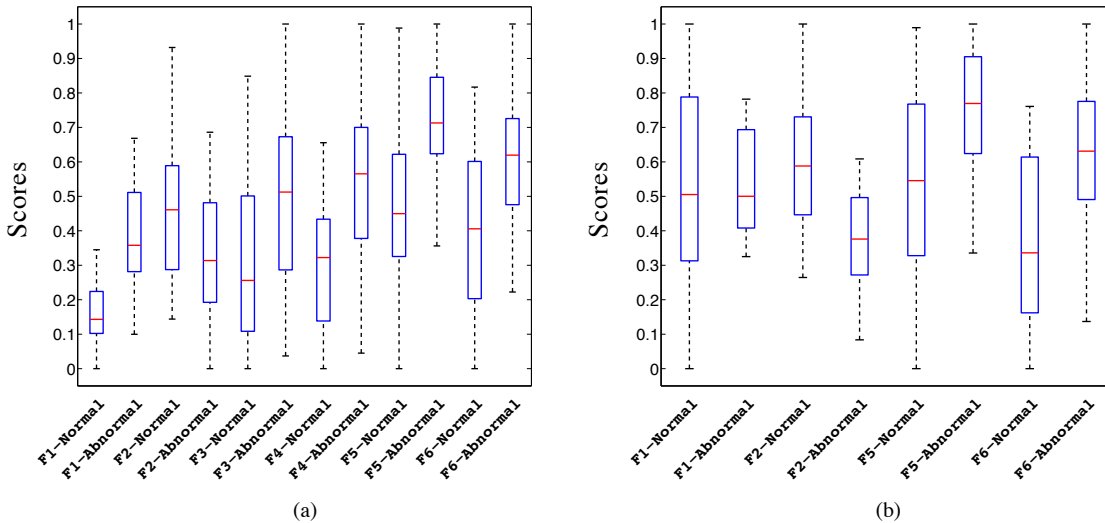 1
0.9
0.8
0.7
0.6
0.5
0.4
0.3
0.2
0.1
0
Scores
F1-Normal
F1-Abnormal
F2-Normal
F2-Abnormal
F3-Normal
F3-Abnormal
F4-Normal
F4-Abnormal
F5-Normal
F5-Abnormal
F6-Normal
F6-Abnormal
(a)
1
0.9
0.8
0.7
0.6
0.5
0.4
0.3
0.2
0.1
0
Scores
F1-Normal
F1-Abnormal
F2-Normal
F2-Abnormal
F5-Normal
F5-Abnormal
F6-Normal
F6-Abnormal
(b)